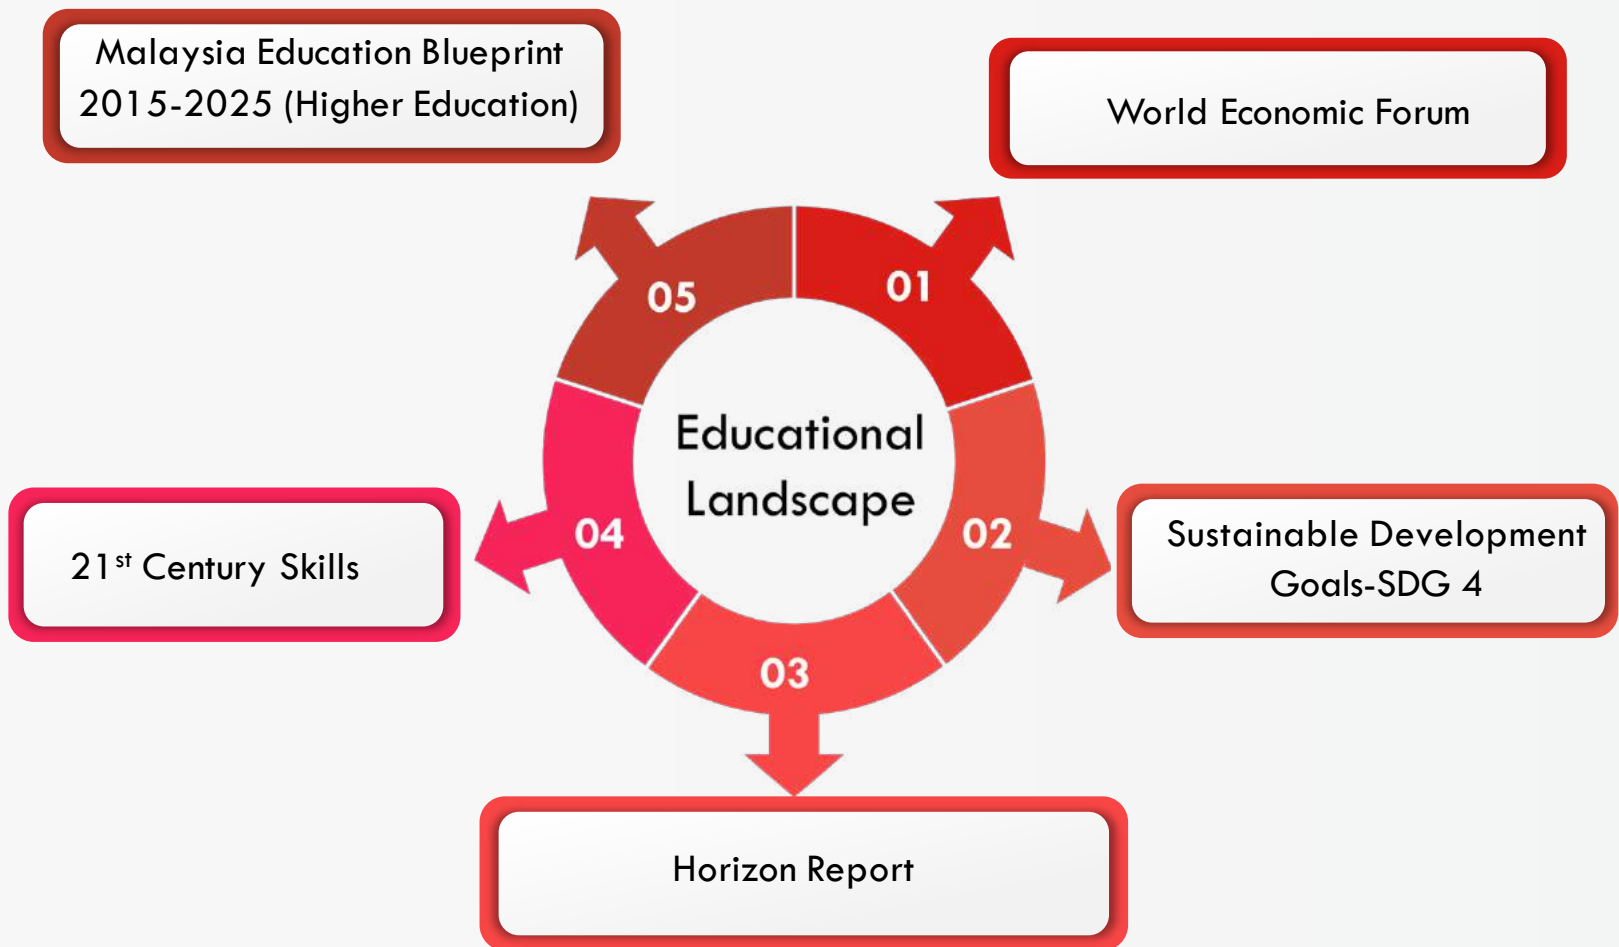 Malaysia Education Blueprint
2015-2025 (Higher Education)
World Economic Forum
05
01
Educational
Landscape
21st Century Skills
04
02
Sustainable Development
Goals-SDG 4
03
Horizon Report